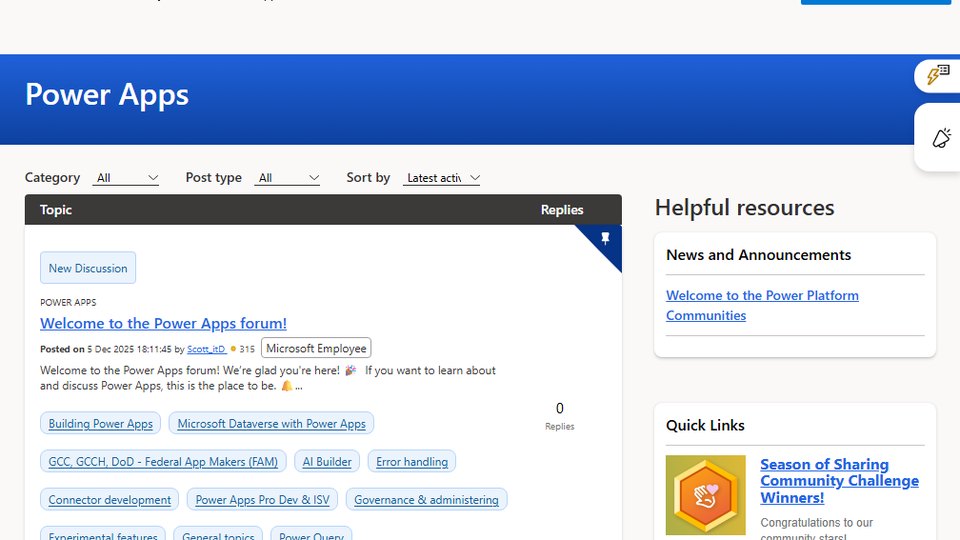 Power Apps
Category All Post type All Sort by Latest activ
Topic Replies
New Discussion
POWER APPS
Welcome to the Power Apps forum!
Posted on 5 Dec 2025 18:11:45 by Scott_itD 315 Microsoft Employee
Welcome to the Power Apps forum! We're glad you're here! If you want to learn about
and discuss Power Apps, this is the place to be. ...
0
Replies
Building Power Apps Microsoft Dataverse with Power Apps
GCC, GCCH, DoD - Federal App Makers (FAM) AI Builder Error handling
Connector development Power Apps Pro Dev & ISV Governance & administering
Experimental features General topics Power Query
Helpful resources
News and Announcements
Welcome to the Power Platform
Communities
Quick Links
Season of Sharing
Community Challenge
Winners!
Congratulations to our
community stars!